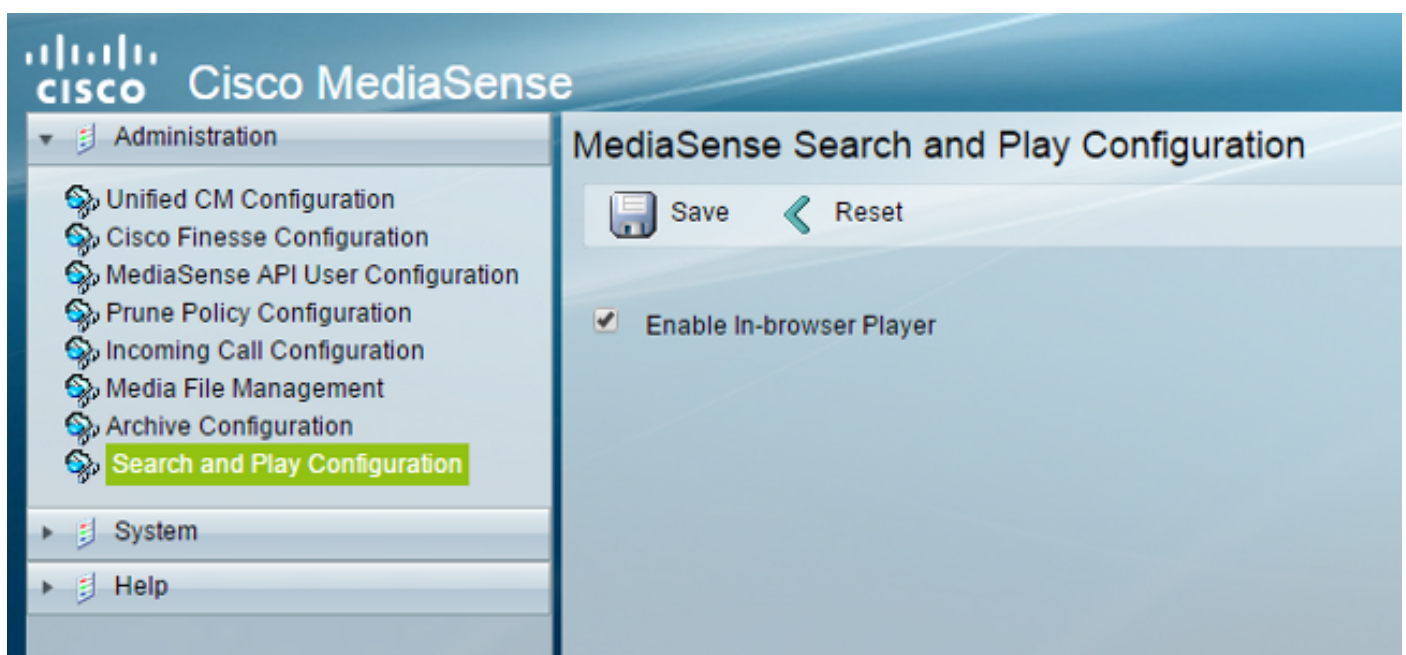 CISCO Cisco MediaSense
Administration
Unified CM Configuration
Cisco Finesse Configuration
MediaSense API User Configuration
Prune Policy Configuration
Incoming Call Configuration
Media File Management
Archive Configuration
Search and Play Configuration
System
Help
MediaSense Search and Play Configuration
Save Reset
Enable In-browser Player